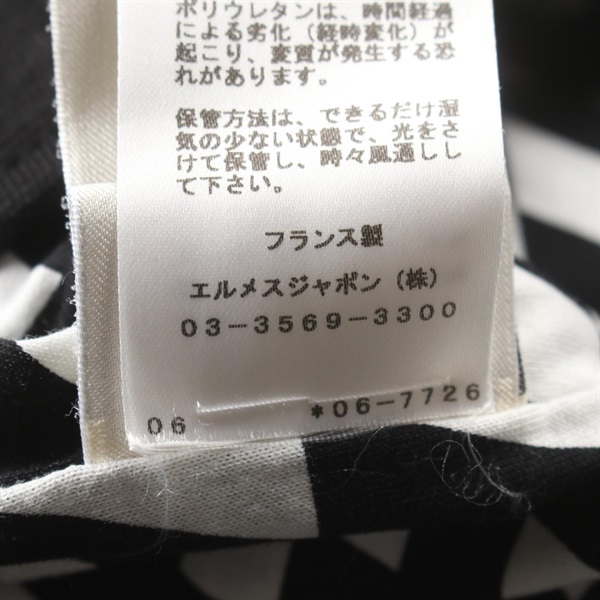 ポリウレタンは、時間経過
による劣化（経時変化）が
起こり、変質が発生する恐
れがあります。
保管方法は、できるだけ湿
気の少ない状態で、光をさ
けて保管し、時々風通しし
て下さい。
フランス製
エルメスジャポン（株）
03-3569-3300
06 *06-7726